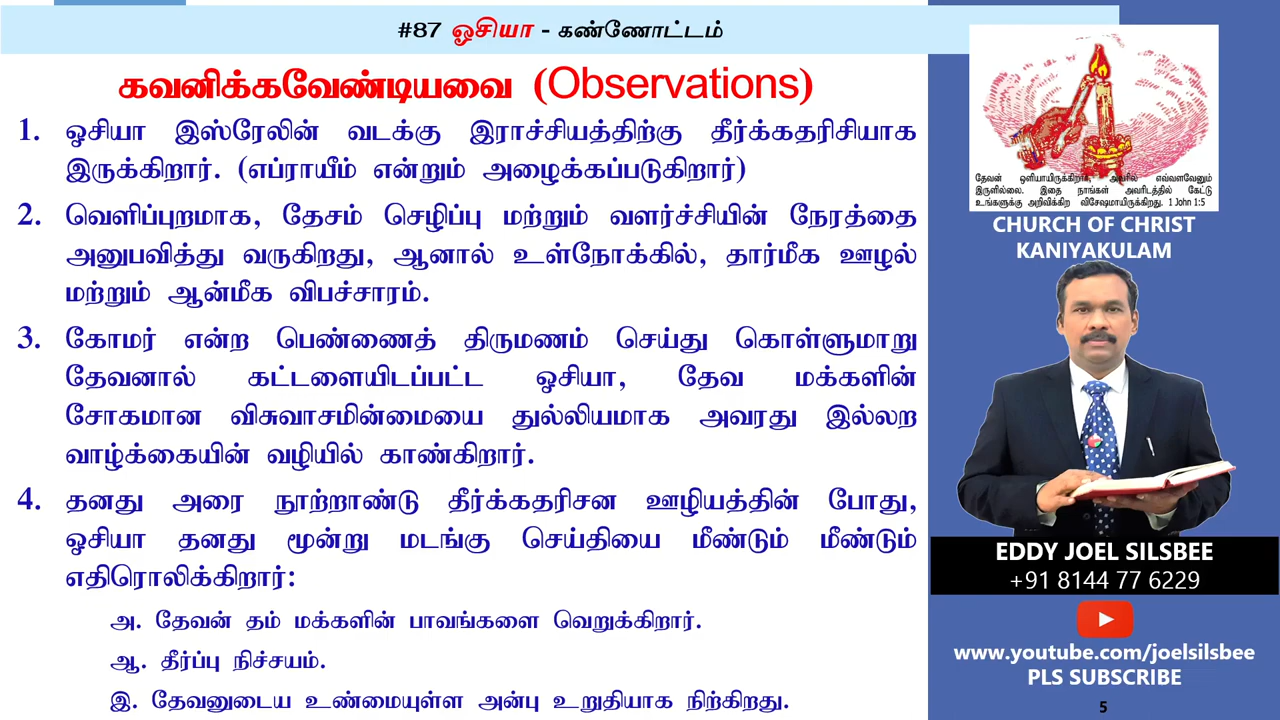 #87 ஓசியா - கண்ணோட்டம்
கவனிக்கவேண்டியவை (Observations)
1. ஓசியா இஸ்ரேலின் வடக்கு இராச்சியத்திற்கு தீர்க்கதரிசியாக
இருக்கிறார். (எப்ராயீம் என்றும் அழைக்கப்படுகிறார்)
2. வெளிப்புறமாக, தேசம் செழிப்பு மற்றும் வளர்ச்சியின் நேரத்தை
அனுபவித்து வருகிறது, ஆனால் உள்நோக்கில், தார்மீக ஊழல்
மற்றும் ஆன்மீக விபச்சாரம்.
3. கோமர் என்ற பெண்ணைத் திருமணம் செய்து கொள்ளுமாறு
தேவனால் கட்டளையிடப்பட்ட ஓசியா, தேவ மக்களின்
சோகமான விசுவாசமின்மையை துல்லியமாக அவரது இல்லற
வாழ்க்கையின் வழியில் காண்கிறார்.
4. தனது அரை நூற்றாண்டு தீர்க்கதரிசன ஊழியத்தின் போது,
ஓசியா தனது மூன்று மடங்கு செய்தியை மீண்டும் மீண்டும்
எதிரொலிக்கிறார்:
அ. தேவன் தம் மக்களின் பாவங்களை வெறுக்கிறார்.
ஆ. தீர்ப்பு நிச்சயம்.
இ. தேவனுடைய உண்மையுள்ள அன்பு உறுதியாக நிற்கிறது.
தேவன் ஒளியாயிருக்கிறார், அவரில் எவ்வளவேனும்
இருளில்லை. இதை நாங்கள் அவரிடத்தில் கேட்டு
உங்களுக்கு அறிவிக்கிற விசேஷமாயிருக்கிறது. 1 John 1:5
CHURCH OF CHRIST
KANIYAKULAM
EDDY JOEL SILSBEE
+91 8144 77 6229
www.youtube.com/joelsilsbee
PLS SUBSCRIBE
5